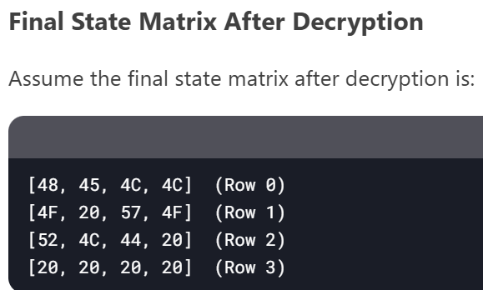 Final State Matrix After Decryption
Assume the final state matrix after decryption is:
[48, 45, 4C, 4C]  (Row 0)
[4F, 20, 57, 4F]  (Row 1)
[52, 4C, 44, 20]  (Row 2)
[20, 20, 20, 20]  (Row 3)